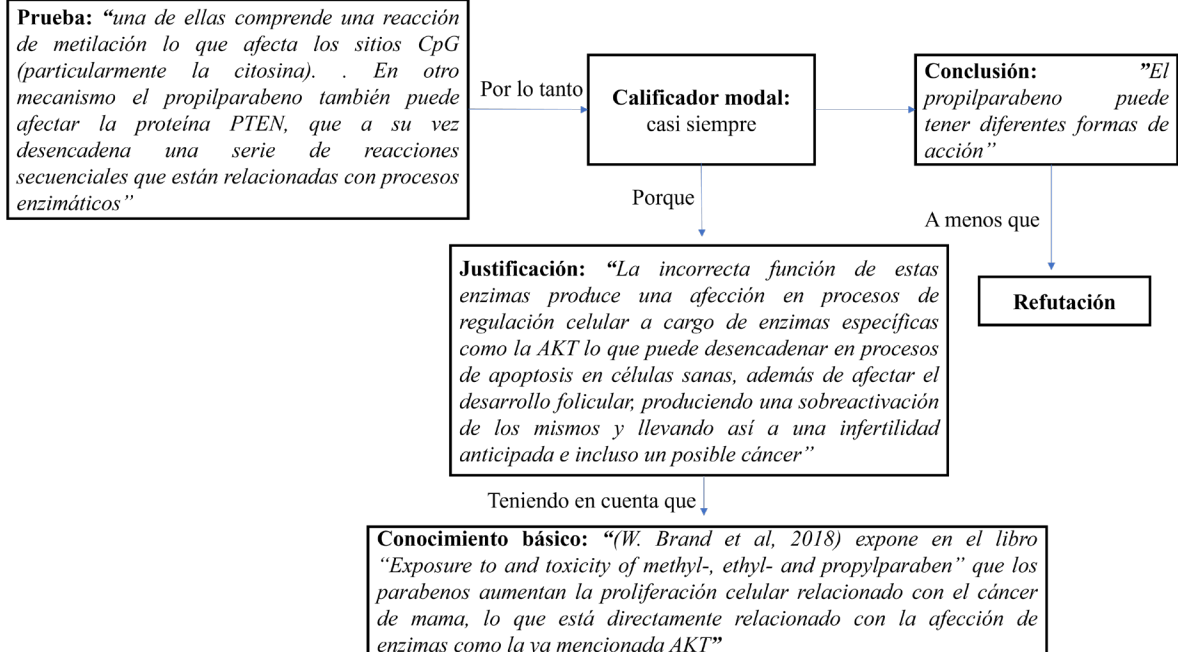 Prueba: “una de ellas comprende una reacción
de metilación lo que afecta los sitios CpG
(particularmente la citosina). . En otro
mecanismo el propilparabeno también puede
afectar la proteína PTEN, que a su vez
desencadena una serie de reacciones
secuenciales que están relacionadas con procesos
enzimáticos”
Por lo tanto
Calificador modal:
casi siempre
Conclusión: ”El
propilparabeno puede
tener diferentes formas de
acción”
Porque
A menos que
Refutación
Justificación: “La incorrecta función de estas
enzimas produce una afección en procesos de
regulación celular a cargo de enzimas específicas
como la AKT lo que puede desencadenar en procesos
de apoptosis en células sanas, además de afectar el
desarrollo folicular, produciendo una sobreactivación
de los mismos y llevando así a una infertilidad
anticipada e incluso un posible cáncer”
Teniendo en cuenta que
Conocimiento básico: “(W. Brand et al, 2018) expone en el libro
“Exposure to and toxicity of methyl-, ethyl- and propylparaben” que los
parabenos aumentan la proliferación celular relacionado con el cáncer
de mama, lo que está directamente relacionado con la afección de
enzimas como la ya mencionada AKT”